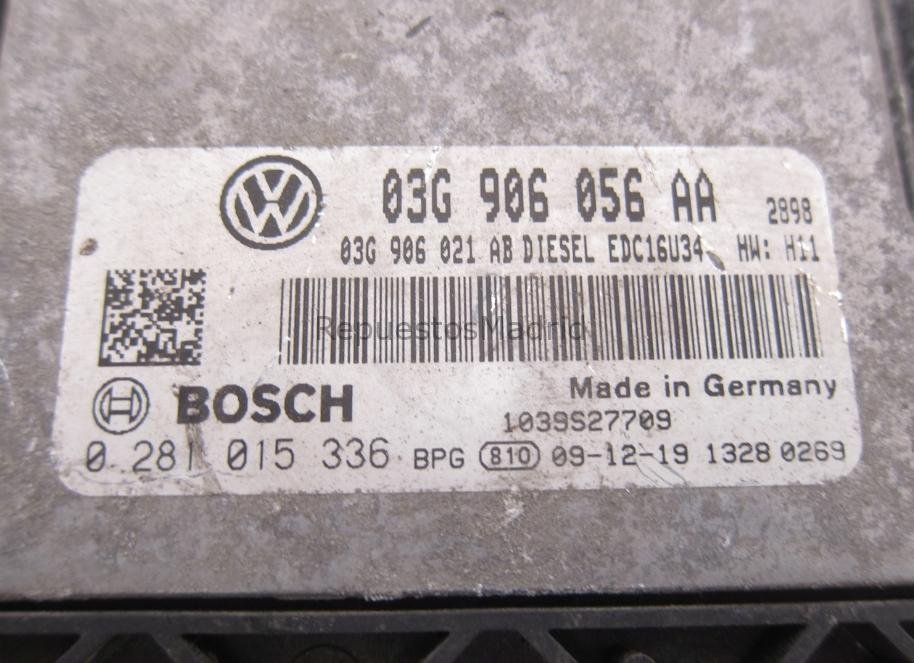 03G 906 056 AA 2898
03G 906 021 AB DIESEL EDC16U34 HW: H11
RepuestosMadrid
BOSCH
Made in Germany
1039S27709
0 281 015 336 BPG 810 09-12-19 1328 0269